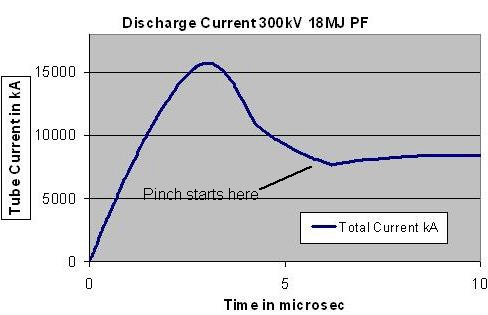 Discharge Current 300kV 18MJ PF
Tube Current in kA
15000
10000
5000
0
Pinch starts here
Total Current kA
0 5 10
Time in microsec